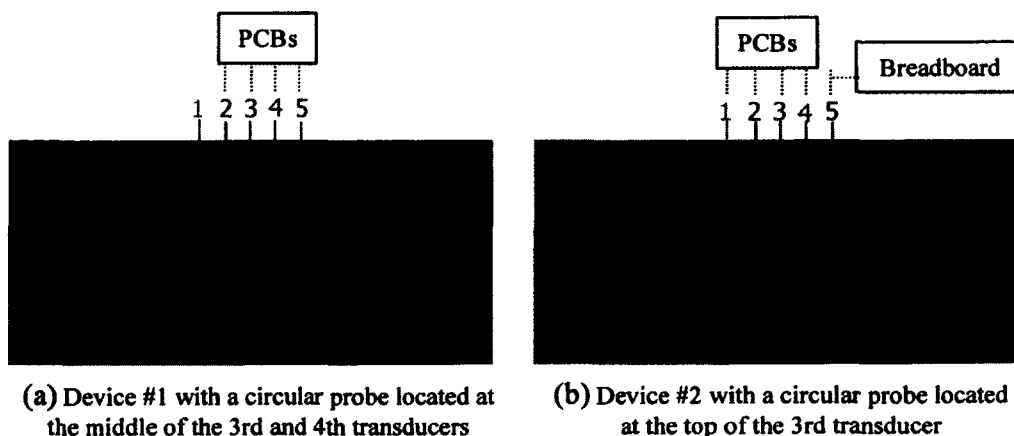 PCBs
1 2 3 4 5
(a) Device #1 with a circular probe located at
the middle of the 3rd and 4th transducers
PCBs
Breadboard
1 2 3 4 5
(b) Device #2 with a circular probe located
at the top of the 3rd transducer